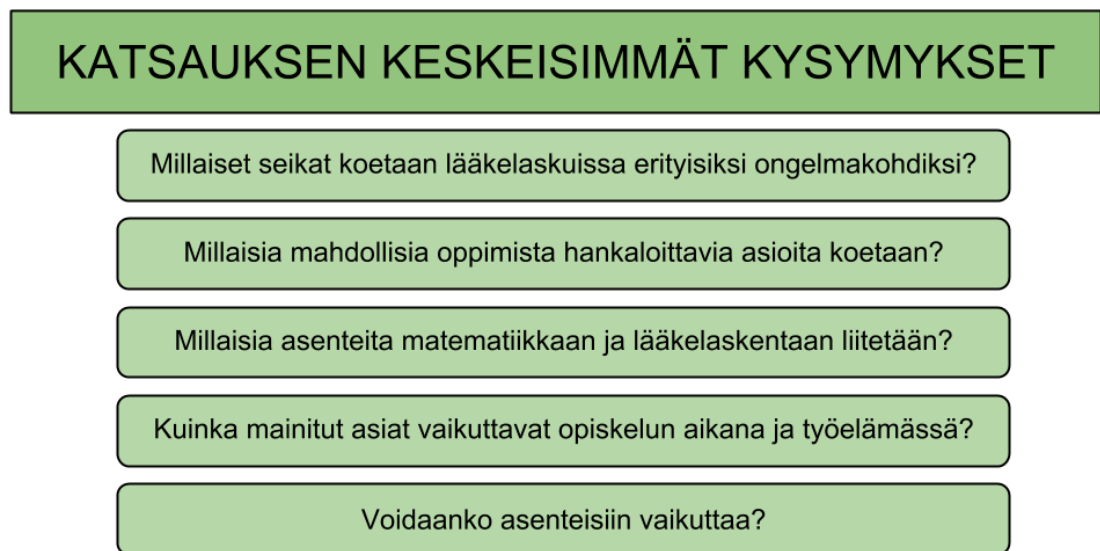 KATSAUKSEN KESKEISIMMÄT KYSYMYKSET
Millaiset seikat koetaan lääkelaskuissa erityisiksi ongelmakohdiksi?
Millaisia mahdollisia oppimista hankaloittavia asioita koetaan?
Millaisia asenteita matematiikkaan ja lääkelaskentaan liitetään?
Kuinka mainitut asiat vaikuttavat opiskelun aikana ja työelämässä?
Voidaanko asenteisiin vaikuttaa?